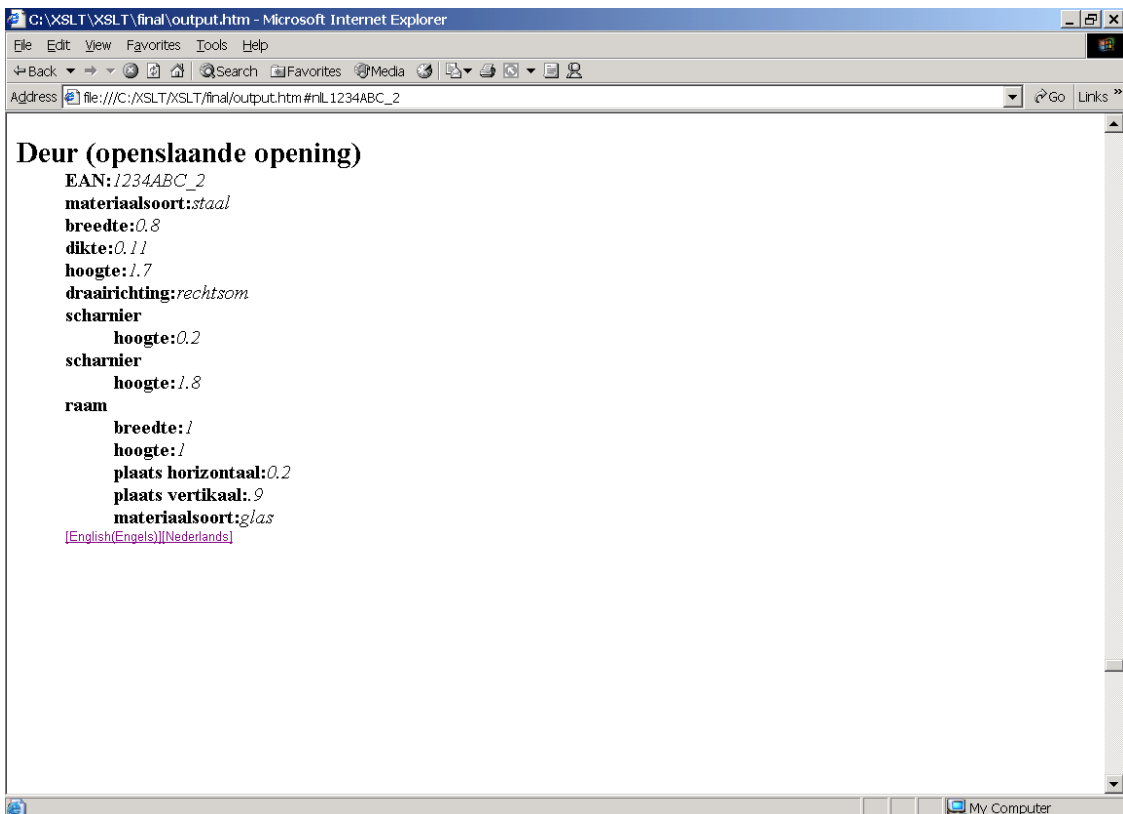 C:\XSLT\XSLT\final\output.htm - Microsoft Internet Explorer
File Edit View Favorites Tools Help
Back Search Favorites Media
Address file:///C:/XSLT/XSLT/final/output.htm#nlL1234ABC_2 Go Links »
Deur (openslaande opening)
EAN:1234ABC_2
materiaalsoort:staal
breedte:0.8
dikte:0.11
hoogte:1.7
draairichting:rechtsom
scharnier
hoogte:0.2
scharnier
hoogte:1.8
raam
breedte:1
hoogte:1
plaats horizontaal:0.2
plaats vertikaal:.9
materiaalsoort:glas
[English(Engels)][Nederlands]
My Computer